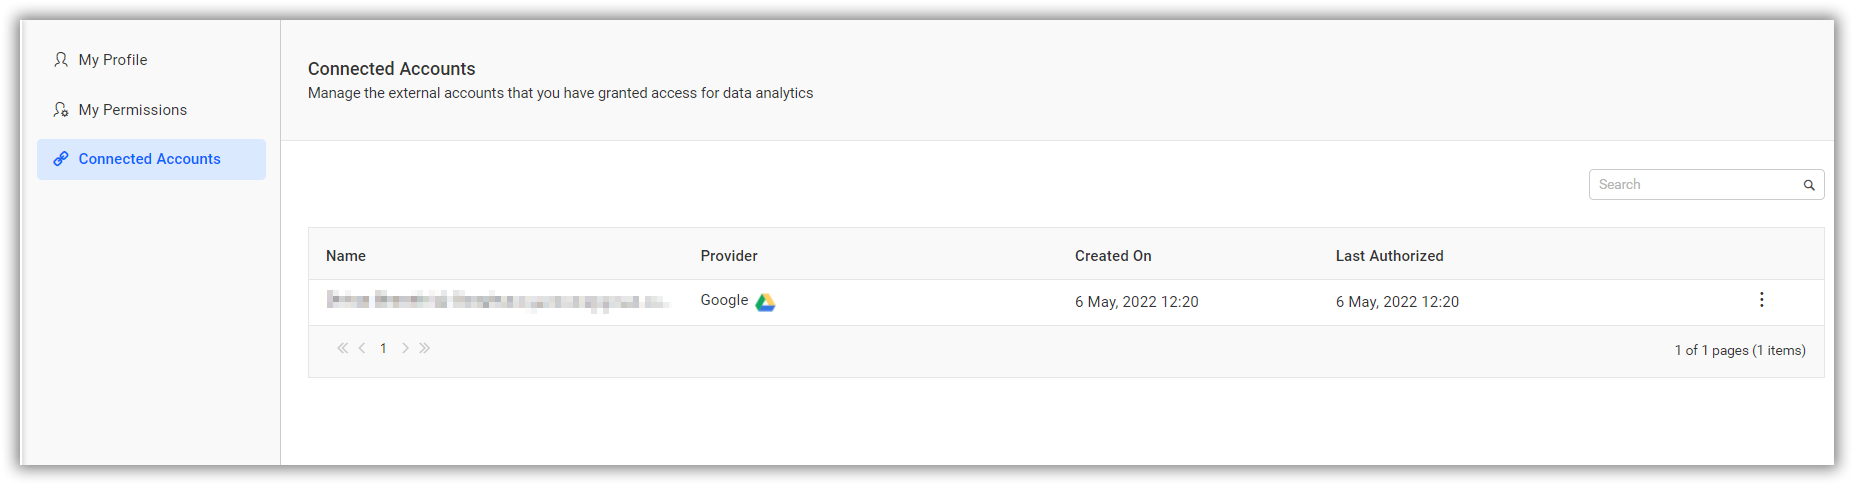 My Profile
My Permissions
Connected Accounts
Connected Accounts
Manage the external accounts that you have granted access for data analytics
Search
Name Provider Created On Last Authorized
Google 6 May, 2022 12:20 6 May, 2022 12:20
1
1 of 1 pages (1 items)